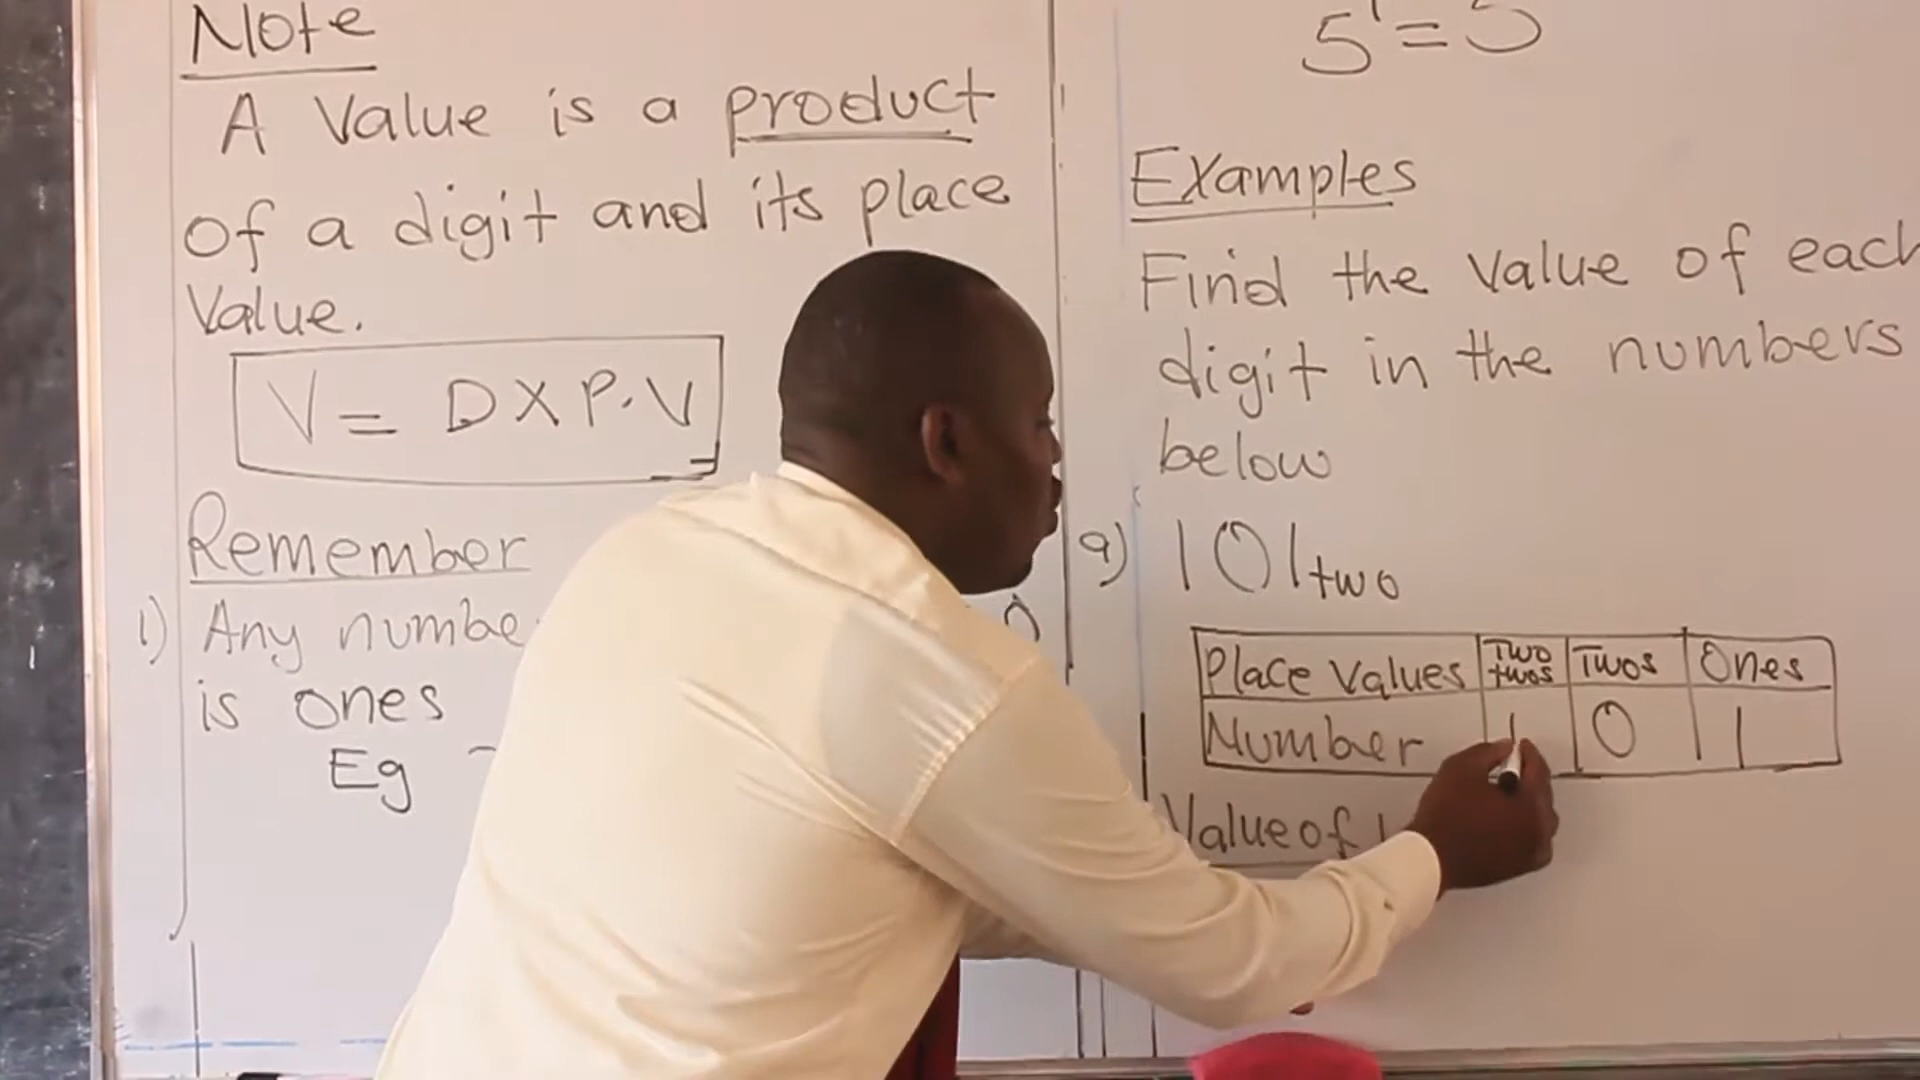 Note
A Value is a product
of a digit and its place
Value.
V = D X P.V
Remember
1) Any
is ones
Eg
5¹ = 5
Examples
Find the value of each
digit in the numbers
below
a) 101two
Place Values Two twos Twos Ones
Number 1 0 1
Value of 1